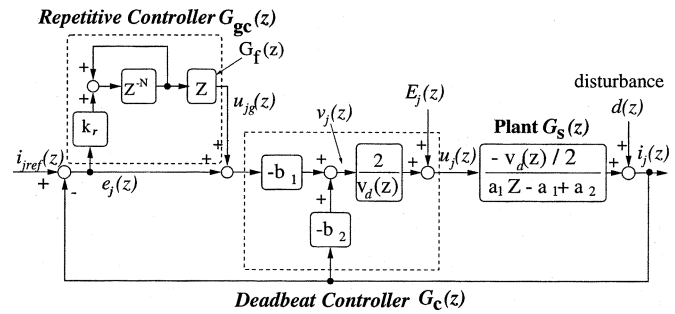 Repetitive Controller G_gc(z)
G_f(z)
+
+
Z^-N
Z
k_r
u_jg(z)
v_j(z)
E_j(z)
disturbance
d(z)
Plant G_s(z)
i_jref(z)
+
-
e_j(z)
+
+
-b_1
+
+
2
v_d(z)
+
+
u_j(z)
- v_d(z) / 2
a_1 Z - a_1 + a_2
+
+
i_j(z)
-b_2
Deadbeat Controller G_c(z)